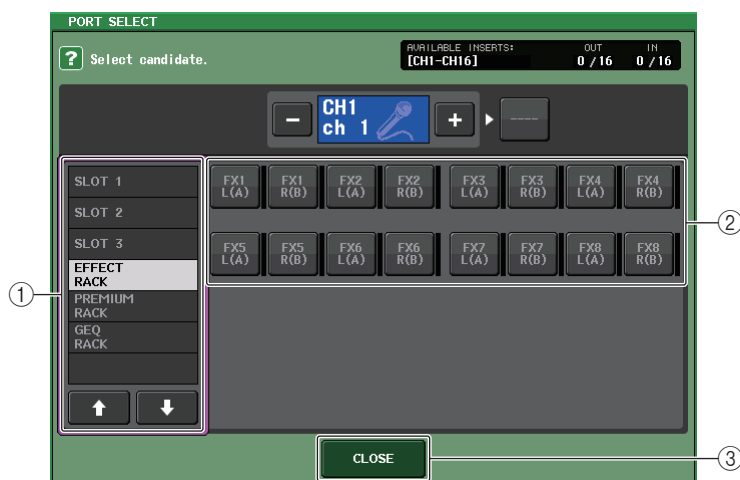 PORT SELECT
? Select candidate.
AVAILABLE INSERTS: OUT IN
[CH1-CH16] 0 /16 0 /16
− CH1 +
ch 1
----
SLOT 1
SLOT 2
SLOT 3
EFFECT
RACK
PREMIUM
RACK
GEQ
RACK
FX1 FX1 FX2 FX2 FX3 FX3 FX4 FX4
L(A) R(B) L(A) R(B) L(A) R(B) L(A) R(B)
FX5 FX5 FX6 FX6 FX7 FX7 FX8 FX8
L(A) R(B) L(A) R(B) L(A) R(B) L(A) R(B)
CLOSE
1
2
3